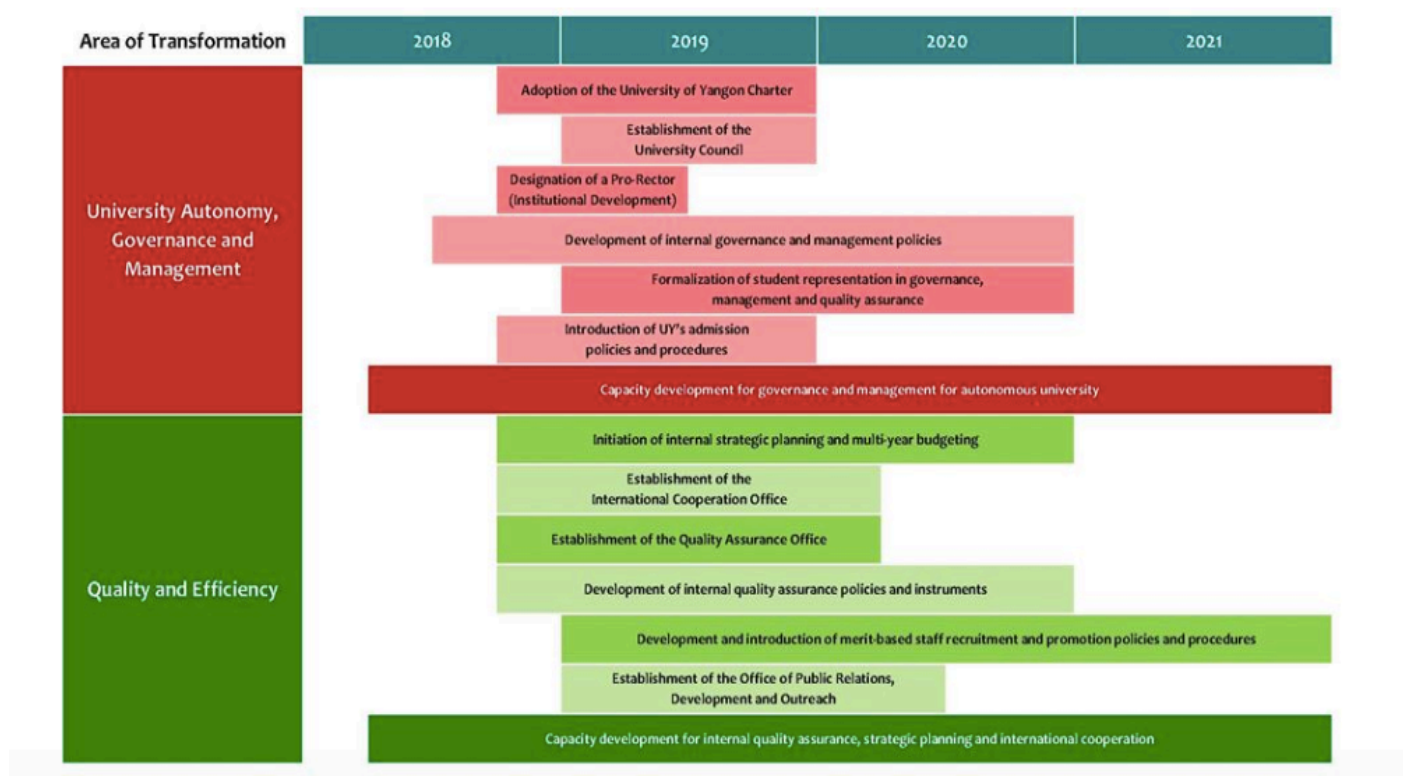 Area of Transformation 2018 2019 2020 2021
University Autonomy,
Governance and
Management
Adoption of the University of Yangon Charter
Establishment of the
University Council
Designation of a Pro-Rector
(Institutional Development)
Development of internal governance and management policies
Formalization of student representation in governance,
management and quality assurance
Introduction of UY's admission
policies and procedures
Capacity development for governance and management for autonomous university
Quality and Efficiency
Initiation of internal strategic planning and multi-year budgeting
Establishment of the
International Cooperation Office
Establishment of the Quality Assurance Office
Development of internal quality assurance policies and instruments
Development and introduction of merit-based staff recruitment and promotion policies and procedures
Establishment of the Office of Public Relations,
Development and Outreach
Capacity development for internal quality assurance, strategic planning and international cooperation